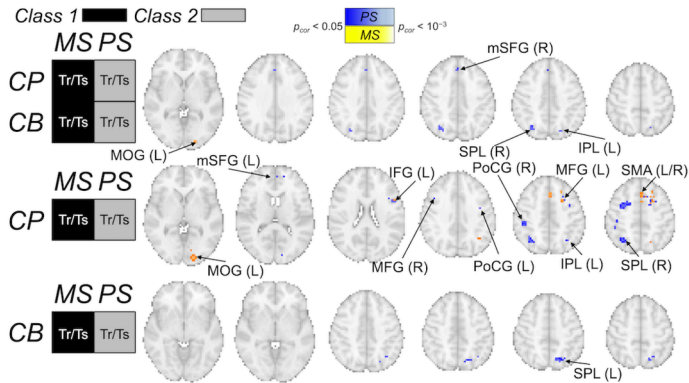 Class 1 Class 2
p_cor < 0.05 PS MS p_cor < 10⁻³
MS PS
mSFG (R)
CP Tr/Ts Tr/Ts
CB Tr/Ts Tr/Ts
MOG (L) SPL (R) IPL (L)
mSFG (L) IFG (L) PoCG (R) MFG (L) SMA (L/R)
MS PS
CP Tr/Ts Tr/Ts
MOG (L) MFG (R) PoCG (L) IPL (L) SPL (R)
MS PS
CB Tr/Ts Tr/Ts
SPL (L)